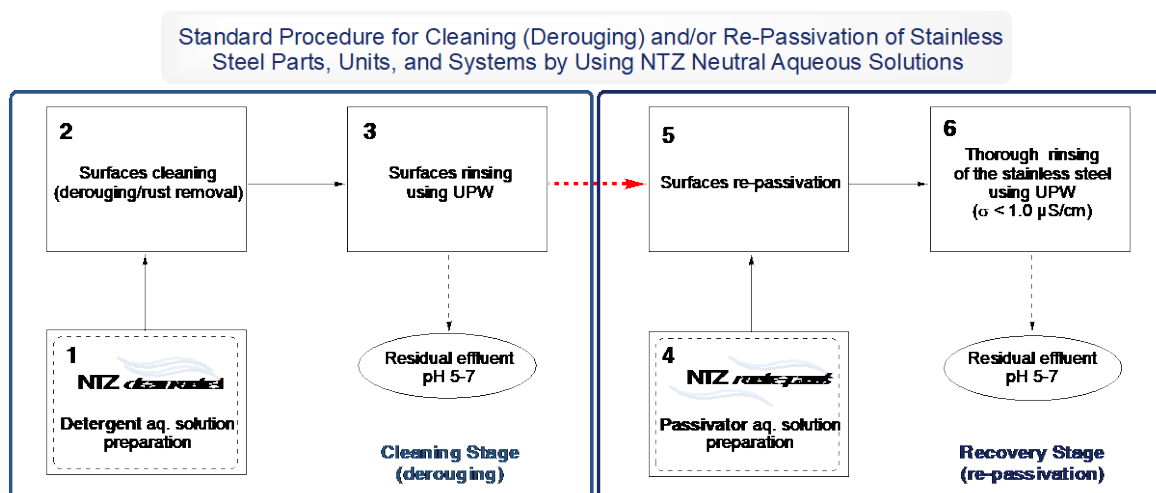 Standard Procedure for Cleaning (Derouging) and/or Re-Passivation of Stainless
Steel Parts, Units, and Systems by Using NTZ Neutral Aqueous Solutions
2
Surfaces cleaning
(derouging/rust removal)
3
Surfaces rinsing
using UPW
5
Surfaces re-passivation
6
Thorough rinsing
of the stainless steel
using UPW
(σ < 1.0 µS/cm)
1
NTZ
Detergent aq. solution
preparation
Residual effluent
pH 5-7
Cleaning Stage
(derouging)
4
NTZ
Passivator aq. solution
preparation
Residual effluent
pH 5-7
Recovery Stage
(re-passivation)